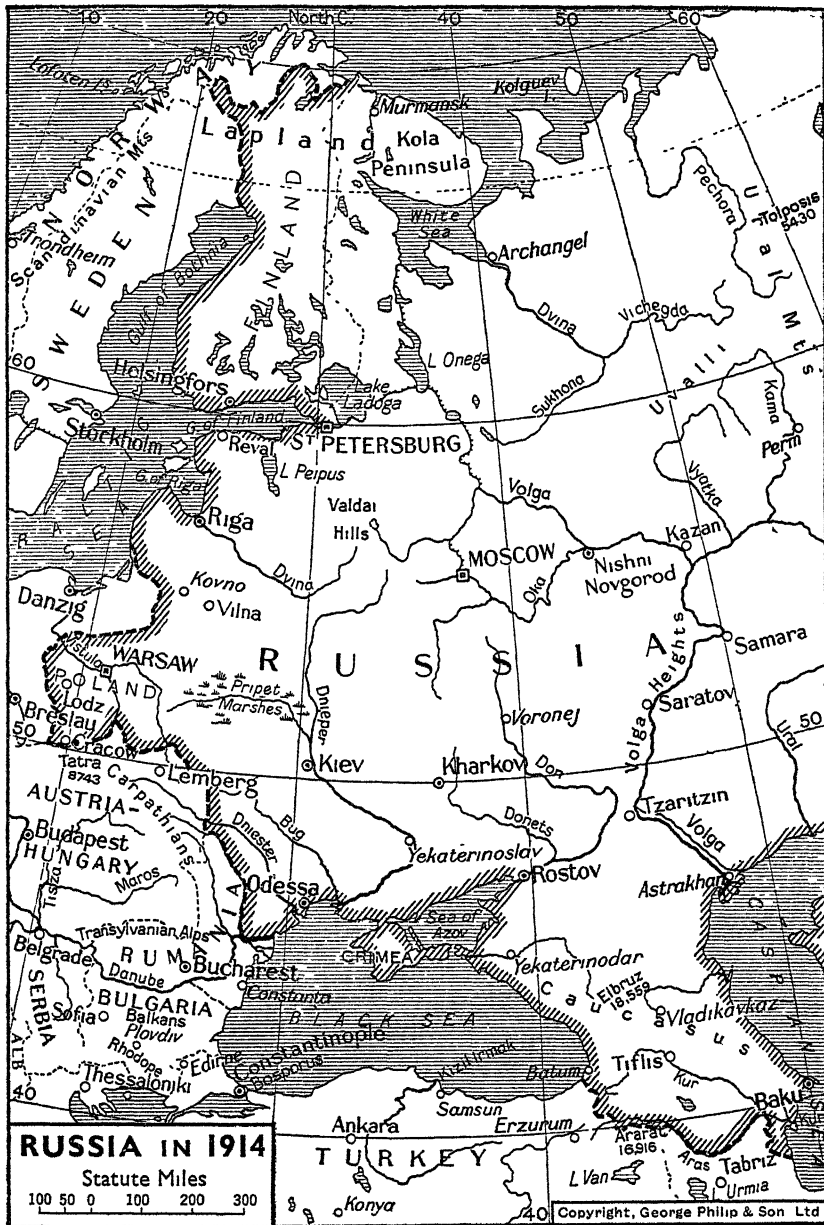 10
20
North C.
40
50
60
Lofoten Is.
Murmansk
Kolguev I.
Lapland
Kola
Peninsula
NORWAY
Scandinavian Mts
SWEDEN
Trondheim
Gulf of Bothnia
FINLAND
White
Sea
Archangel
Pechora
Tolposis
5430
Ural Mts
Dvina
Vichegda
Sukhona
L Onega
Uvalli
Kama
Perm
Vyatka
60
Helsingfors
Lake
Ladoga
G. of Finland
Stockholm
Reval
ST PETERSBURG
L Peipus
G. of Riga
BALTIC
SEA
Riga
Valdai
Hills
Volga
Kazan
MOSCOW
Nishni
Novgorod
Oka
Dvina
Kovno
Vilna
Danzig
Vistula
WARSAW
RUSSIA
Samara
POLAND
Lodz
Breslau
Pripet
Marshes
Dnieper
Voronej
Volga Heights
Saratov
Ural
50
50
Cracow
Lemberg
Kiev
Kharkov
Don
Tatra
8743
Carpathians
AUSTRIA-
HUNGARY
Budapest
Tisza
Maros
Dniester
Bug
Donets
Yekaterinoslav
Tzaritzin
Volga
Astrakhan
Rostov
Odessa
Sea of
Azov
CRIMEA
Transylvanian Alps
RUMANIA
Belgrade
Bucharest
Danube
Constanta
SERBIA
BULGARIA
Sofia
Balkans
Plovdiv
Rhodope
Edirne
ALB
Thessaloniki
Constantinople
Bosporus
BLACK SEA
Yekaterinodar
Elbruz
18,559
Caucasus
Vladikavkaz
CASPIAN
SEA
Tiflis
Batum
Kur
Baku
Kizil Irmak
Samsun
40
Ankara
Erzurum
Ararat
16,916
Aras
Tabriz
TURKEY
L Van
L Urmia
Konya
40
RUSSIA IN 1914
Statute Miles
100 50 0 100 200 300
Copyright, George Philip & Son Ltd